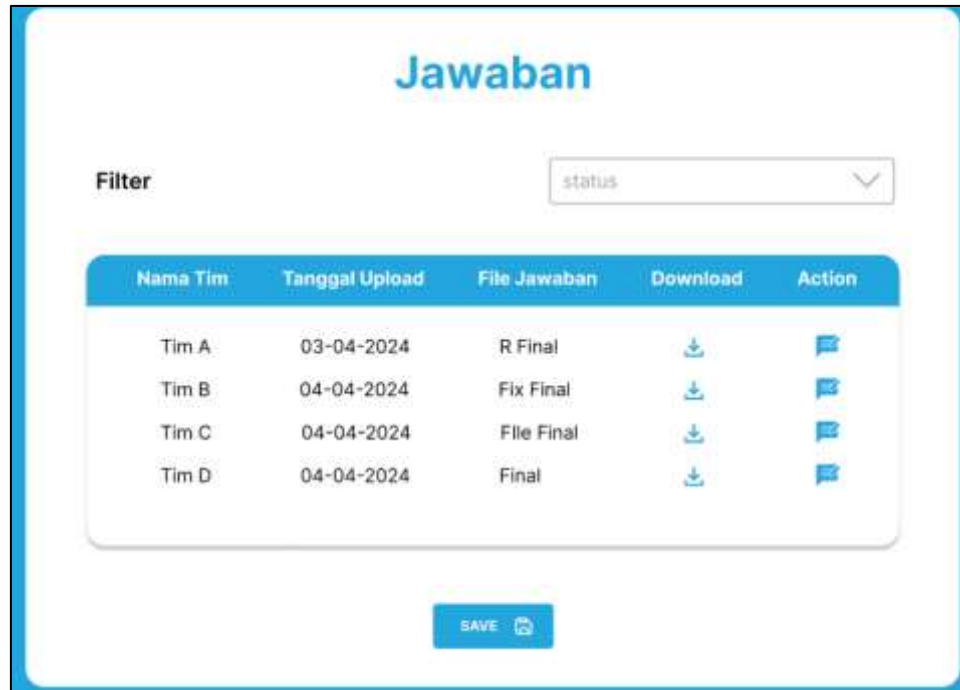 Jawaban
Filter
status
Nama Tim Tanggal Upload File Jawaban Download Action
Tim A 03-04-2024 R Final
Tim B 04-04-2024 Fix Final
Tim C 04-04-2024 FIle Final
Tim D 04-04-2024 Final
SAVE